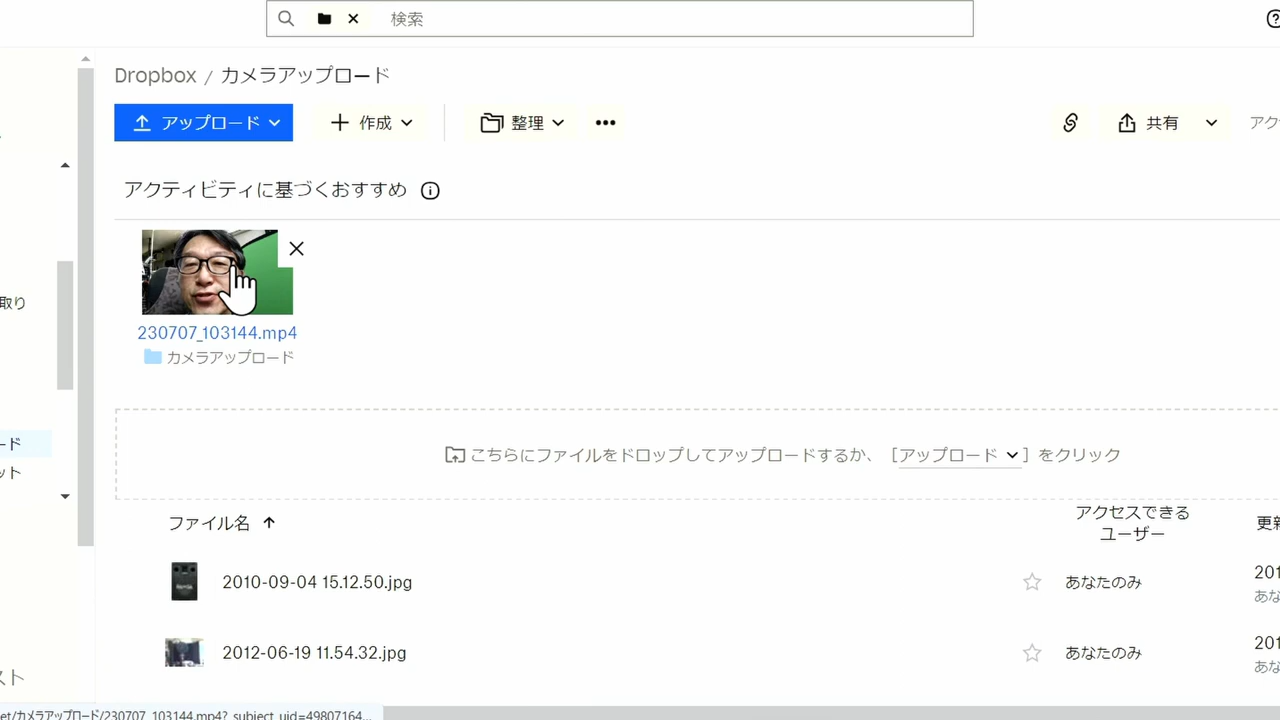 検索
Dropbox / カメラアップロード
アップロード
作成
整理
共有
アク
アクティビティに基づくおすすめ
230707_103144.mp4
カメラアップロード
取り
ード
ット
スト
こちらにファイルをドロップしてアップロードするか、［アップロード］をクリック
ファイル名
アクセスできる
ユーザー
更新
2010-09-04 15.12.50.jpg
あなたのみ
201
あな
2012-06-19 11.54.32.jpg
あなたのみ
201
あな
et/カメラアップロード/230707_103144.mp4?_subject_uid=49807164...